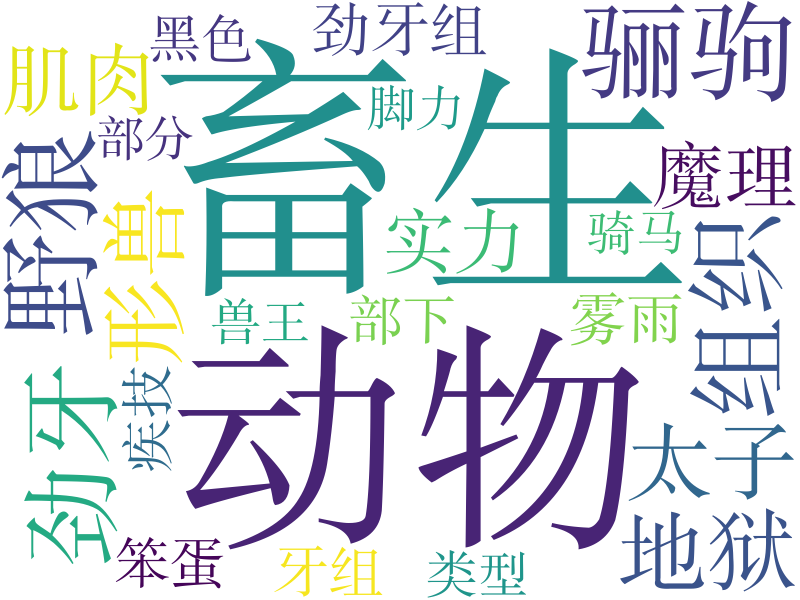 黑色
劲牙组
骊驹
肌肉
畜生
脚力
部分
野狼
形兽
魔理
实力
骑马
组织
兽王
部下
雾雨
动物
劲牙
疾技
太子
地狱
笨蛋
牙组
类型